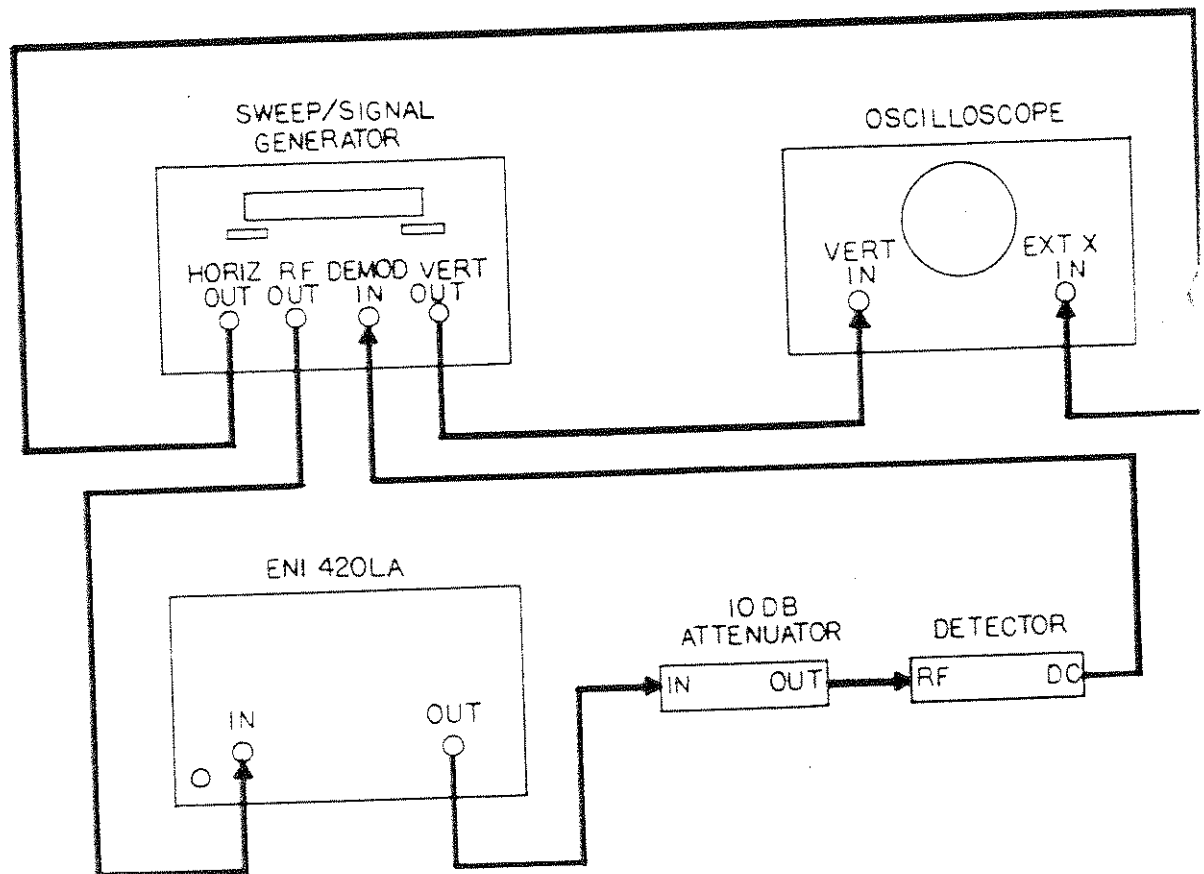 SWEEP/SIGNAL
GENERATOR
OSCILLOSCOPE
HORIZ RF DEMOD VERT
OUT OUT IN OUT
VERT
IN
EXT X
IN
ENI 420LA
IN
OUT
10 DB
ATTENUATOR
IN OUT
DETECTOR
RF DC